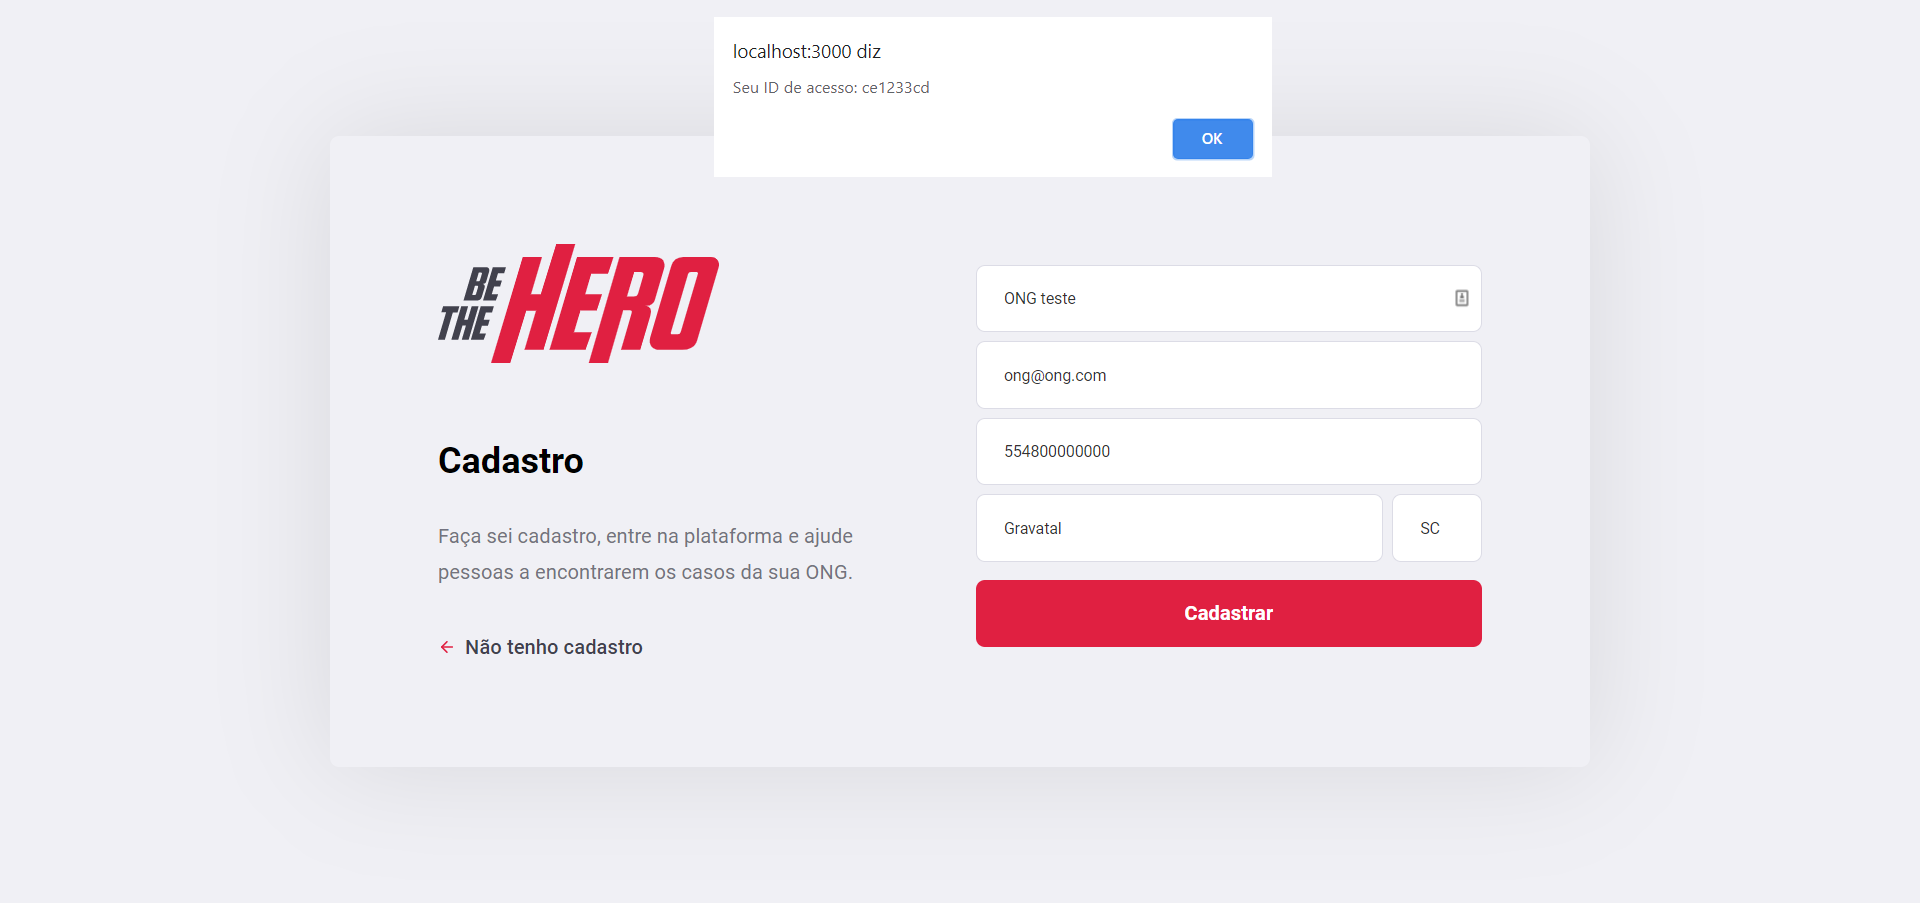 localhost:3000 diz
Seu ID de acesso: ce1233cd
OK
BE
THE
HERO
Cadastro
Faça sei cadastro, entre na plataforma e ajude
pessoas a encontrarem os casos da sua ONG.
Não tenho cadastro
ONG teste
ong@ong.com
554800000000
Gravatal
SC
Cadastrar